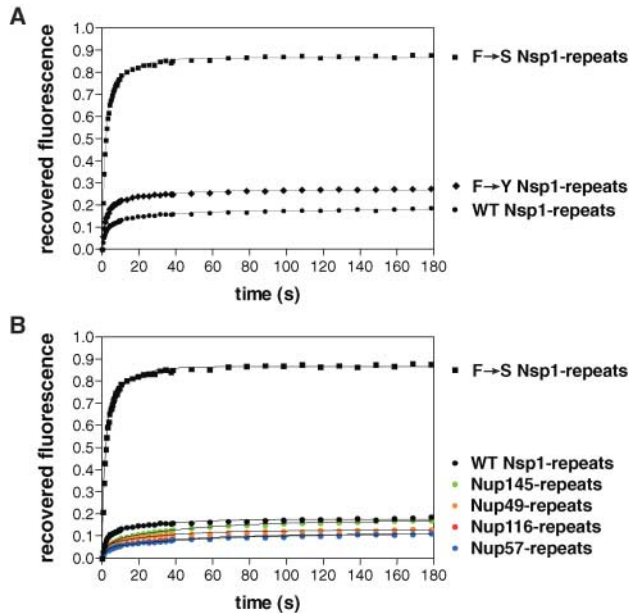 A
1.0
0.9
0.8
0.7
0.6
0.5
0.4
0.3
0.2
0.1
0.0
recovered fluorescence
0 20 40 60 80 100 120 140 160 180
time (s)
F→S Nsp1-repeats
F→Y Nsp1-repeats
WT Nsp1-repeats
B
1.0
0.9
0.8
0.7
0.6
0.5
0.4
0.3
0.2
0.1
0.0
recovered fluorescence
0 20 40 60 80 100 120 140 160 180
time (s)
F→S Nsp1-repeats
WT Nsp1-repeats
Nup145-repeats
Nup49-repeats
Nup116-repeats
Nup57-repeats